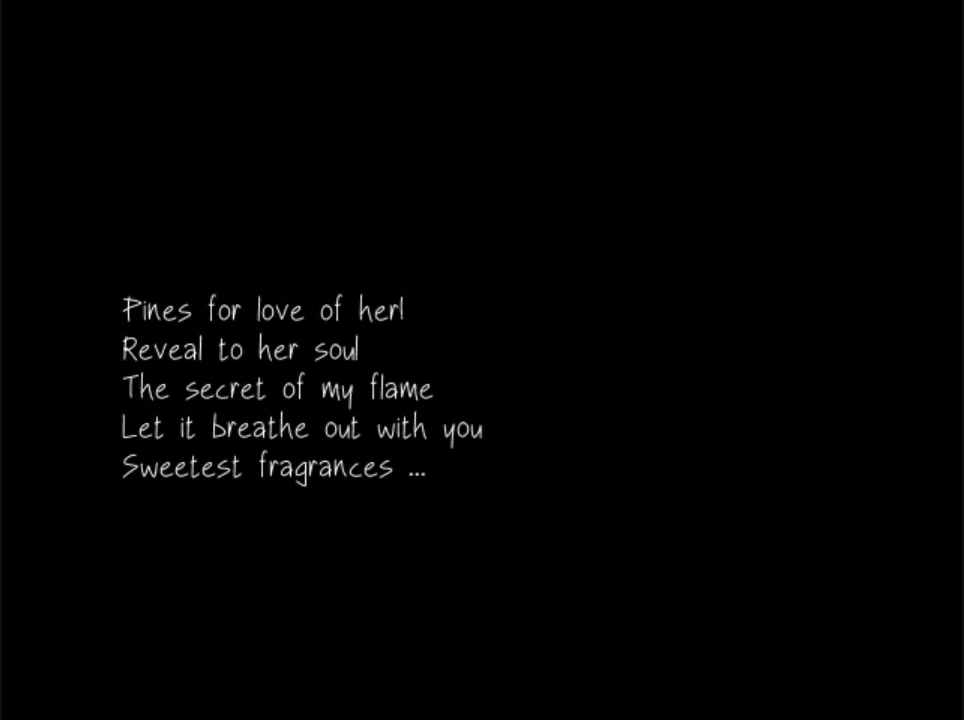 Pines for love of her!
Reveal to her soul
The secret of my flame
Let it breathe out with you
Sweetest fragrances ...